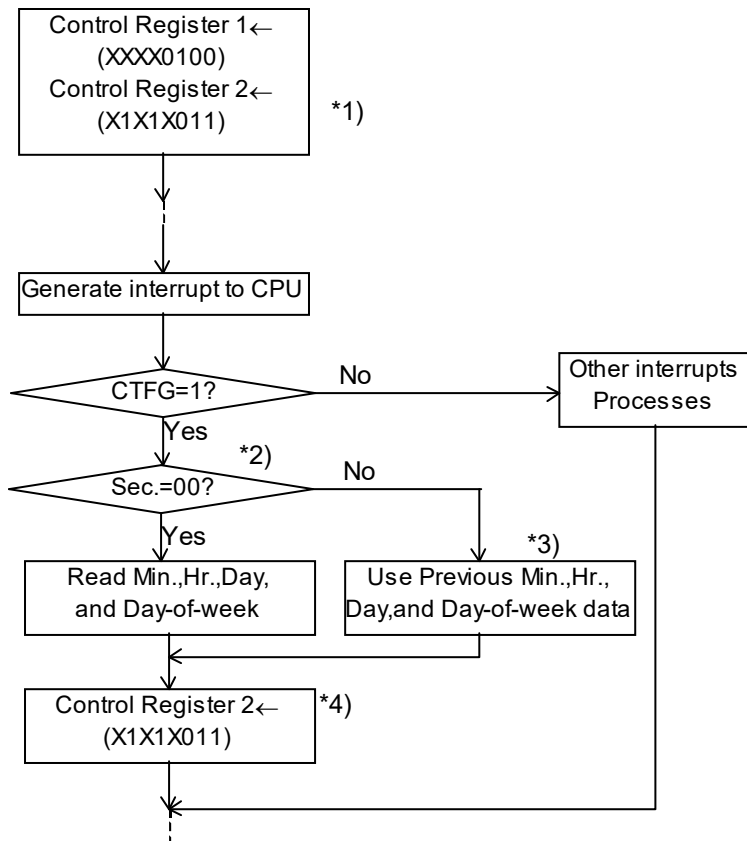 Control Register 1←
(XXXX0100)
Control Register 2←
(X1X1X011)
*1)
Generate interrupt to CPU
CTFG=1?
No
Other interrupts
Processes
Yes
*2)
Sec.=00?
No
Yes
*3)
Read Min.,Hr.,Day,
and Day-of-week
Use Previous Min.,Hr.,
Day,and Day-of-week data
Control Register 2←
(X1X1X011)
*4)